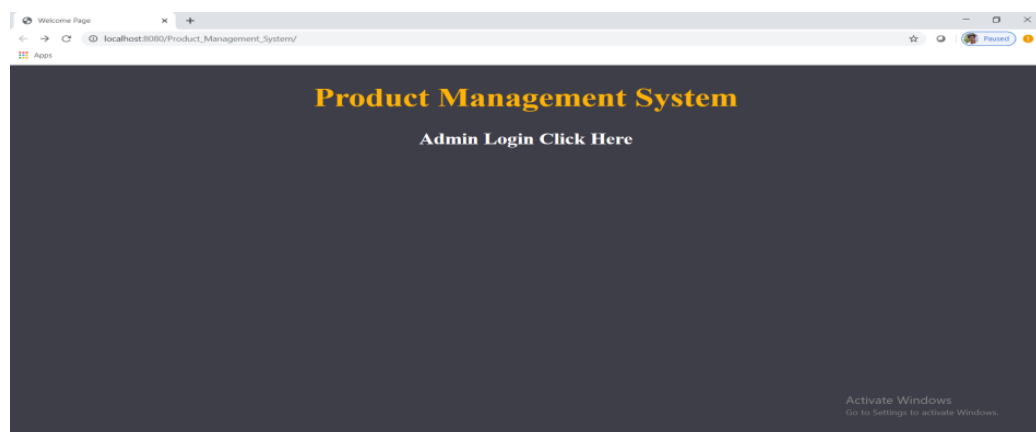 Welcome Page
localhost:8080/Product_Management_System/
Paused
Apps
Product Management System
Admin Login Click Here
Activate Windows
Go to Settings to activate Windows.